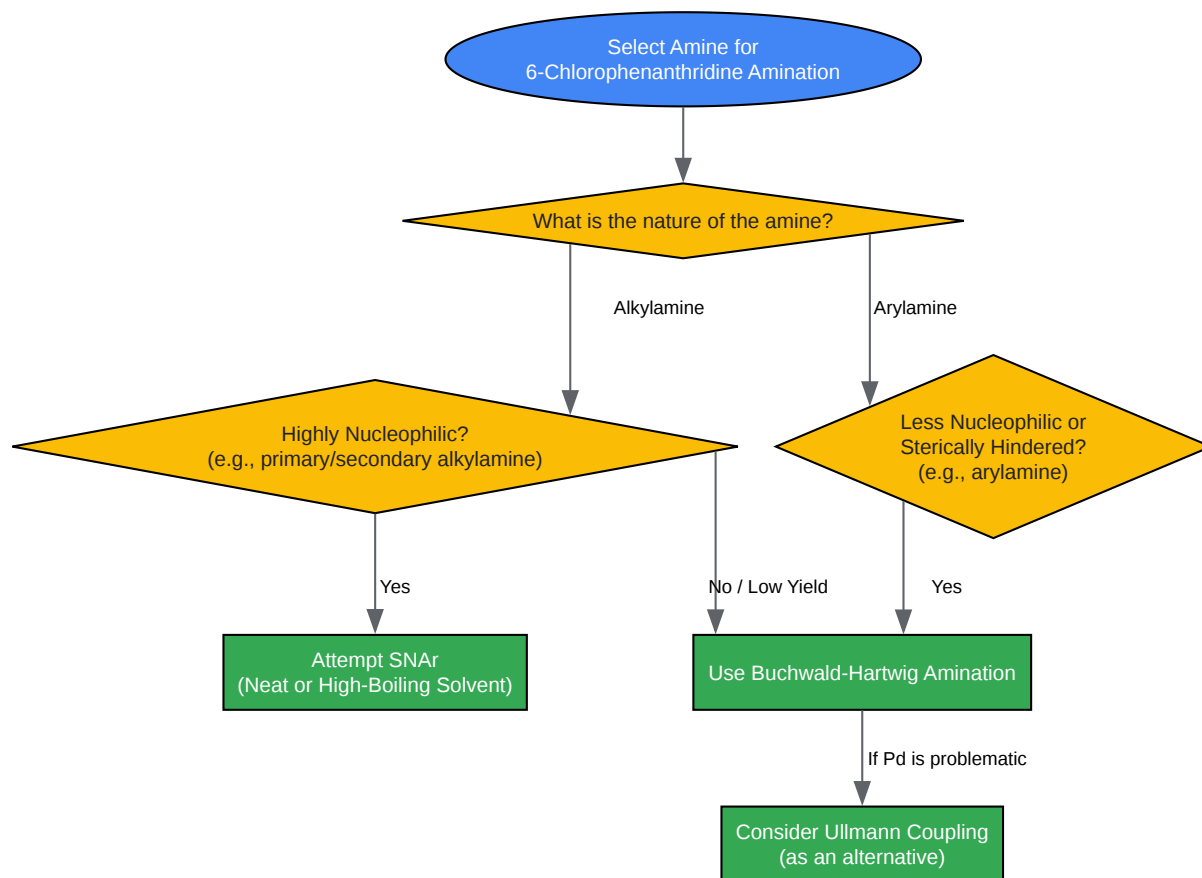 Select Amine for
6-Chlorophenanthridine Amination
What is the nature of the amine?
Alkylamine
Arylamine
Highly Nucleophilic?
(e.g., primary/secondary alkylamine)
Less Nucleophilic or
Sterically Hindered?
(e.g., arylamine)
Yes
No / Low Yield
Yes
Attempt SNAr
(Neat or High-Boiling Solvent)
Use Buchwald-Hartwig Amination
If Pd is problematic
Consider Ullmann Coupling
(as an alternative)